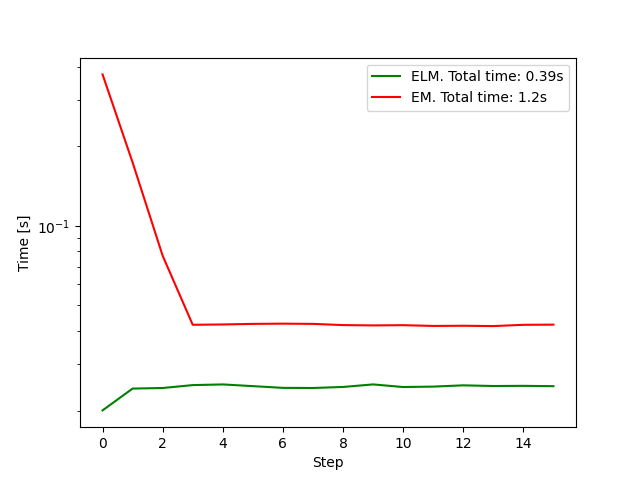 ELM. Total time: 0.39s
EM. Total time: 1.2s
Time [s]
10⁻¹
0 2 4 6 8 10 12 14
Step